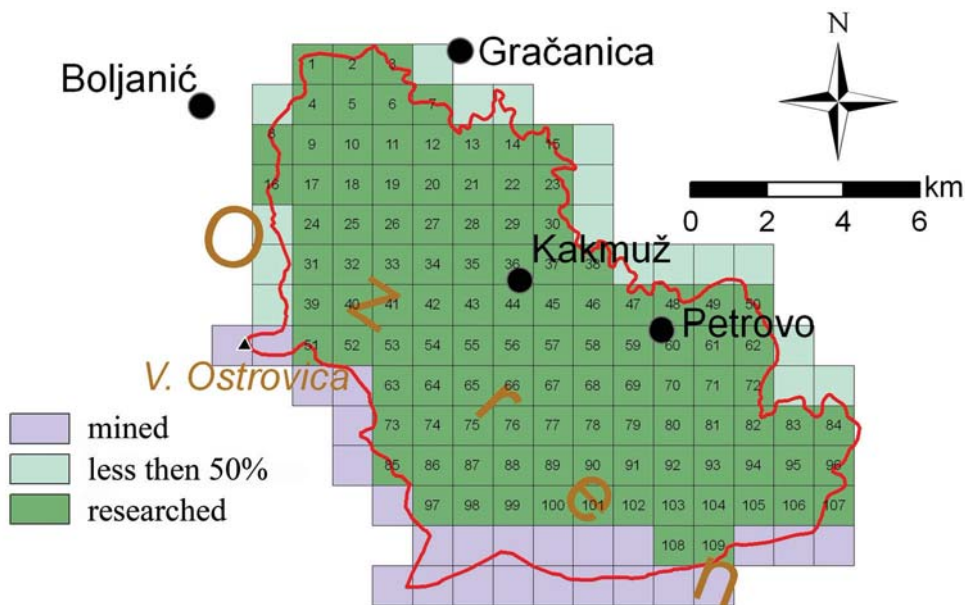 Boljanić
Gračanica
N
km
0 2 4 6
1 2 3
4 5 6 7
8 9 10 11 12 13 14 15
16 17 18 19 20 21 22 23
O
24 25 26 27 28 29 30
Kakmuž
31 32 33 34 35 36 37 38
z
39 40 41 42 43 44 45 46 47 48 49 50
Petrovo
51 52 53 54 55 56 57 58 59 60 61 62
V. Ostrovica
63 64 65 66 67 68 69 70 71 72
r
73 74 75 76 77 78 79 80 81 82 83 84
85 86 87 88 89 90 91 92 93 94 95 96
e
97 98 99 100 101 102 103 104 105 106 107
108 109
n
mined
less then 50%
researched